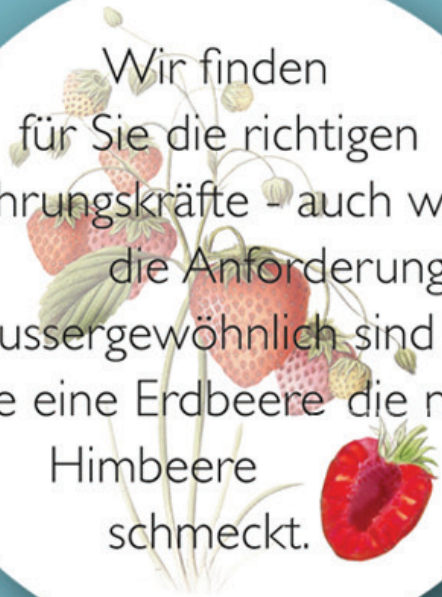 Wir finden
für Sie die richtigen
hrungskräfte - auch w
die Anforderung
ussergewöhnlich sind
e eine Erdbeere die n
Himbeere
schmeckt.